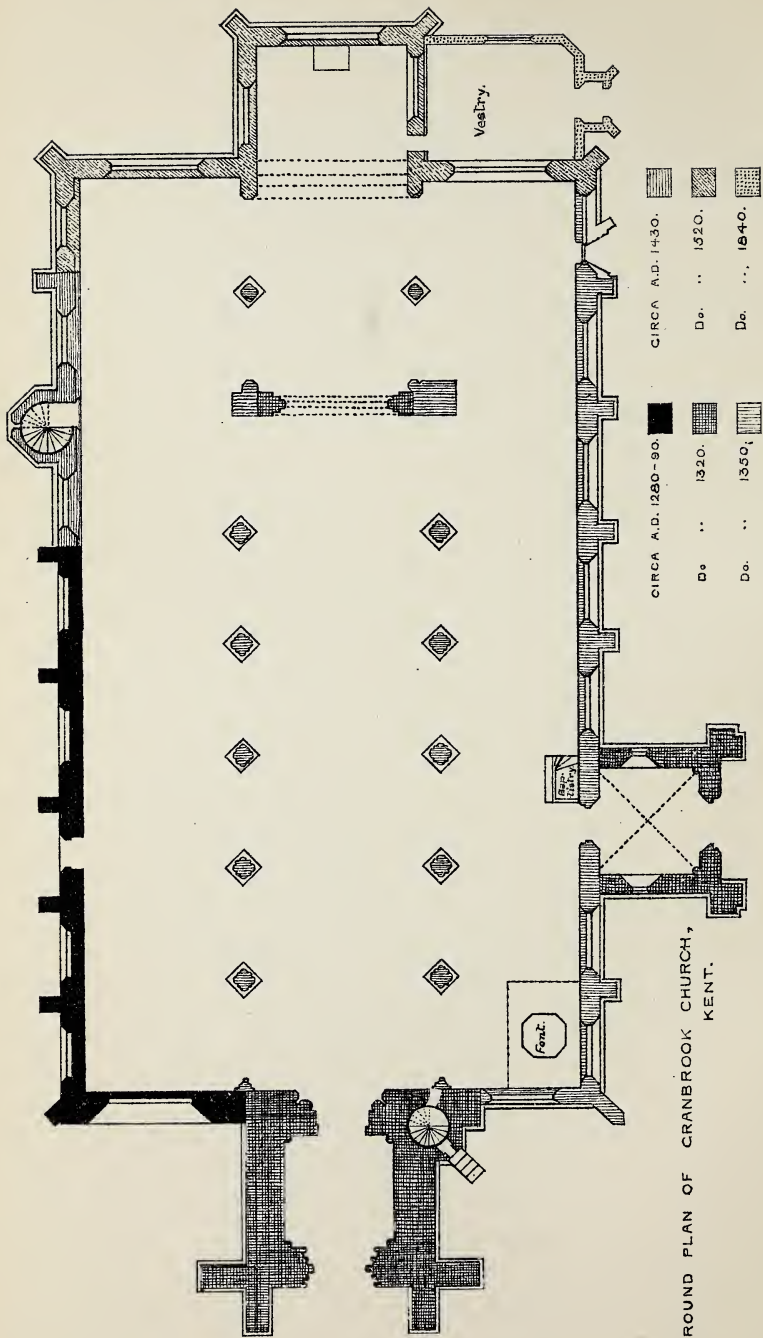 Vestry.
Bap-
tistry
Font.
ROUND PLAN OF CRANBROOK CHURCH,
KENT.
CIRCA A.D. 1280-90.
Do .. 1320.
Do. .. 1350;
CIRCA A.D. 1430.
Do. .. 1520.
Do. .., 1840.